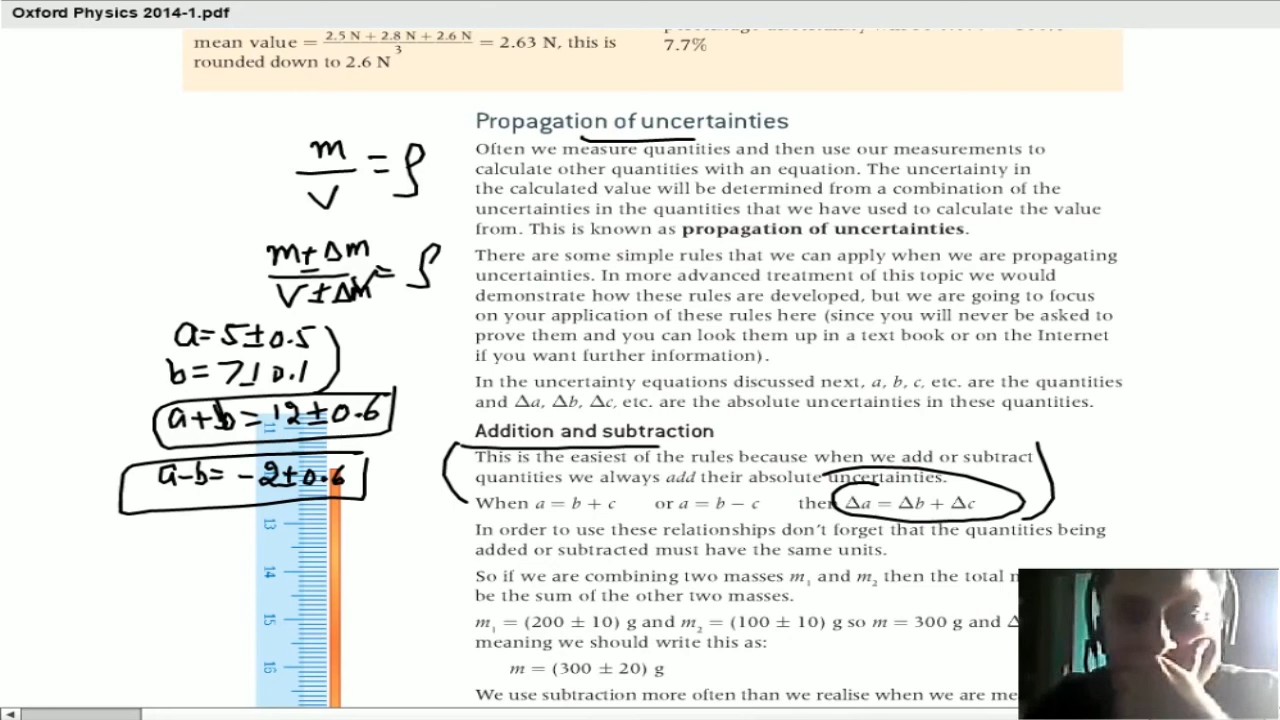 Oxford Physics 2014-1.pdf
mean value = 2.5 N + 2.8 N + 2.6 N / 3 = 2.63 N, this is
rounded down to 2.6 N
7.7%
Propagation of uncertainties
Often we measure quantities and then use our measurements to
calculate other quantities with an equation. The uncertainty in
the calculated value will be determined from a combination of the
uncertainties in the quantities that we have used to calculate the value
from. This is known as propagation of uncertainties.
There are some simple rules that we can apply when we are propagating
uncertainties. In more advanced treatment of this topic we would
demonstrate how these rules are developed, but we are going to focus
on your application of these rules here (since you will never be asked to
prove them and you can look them up in a text book or on the Internet
if you want further information).
In the uncertainty equations discussed next, a, b, c, etc. are the quantities
and Δa, Δb, Δc, etc. are the absolute uncertainties in these quantities.
Addition and subtraction
This is the easiest of the rules because when we add or subtract
quantities we always add their absolute uncertainties.
When a = b + c or a = b − c then Δa = Δb + Δc
In order to use these relationships don't forget that the quantities being
added or subtracted must have the same units.
So if we are combining two masses m₁ and m₂ then the total
be the sum of the other two masses.
m₁ = (200 ± 10) g and m₂ = (100 ± 10) g so m = 300 g and
meaning we should write this as:
m = (300 ± 20) g
We use subtraction more often than we realise when we are
m / V = ρ
m ± Δm / V ± ΔV = ρ
a = 5 ± 0.5
b = 7 ± 0.1
a + b = 12 ± 0.6
a − b = − 2 ± 0.6
11
13
14
15
16